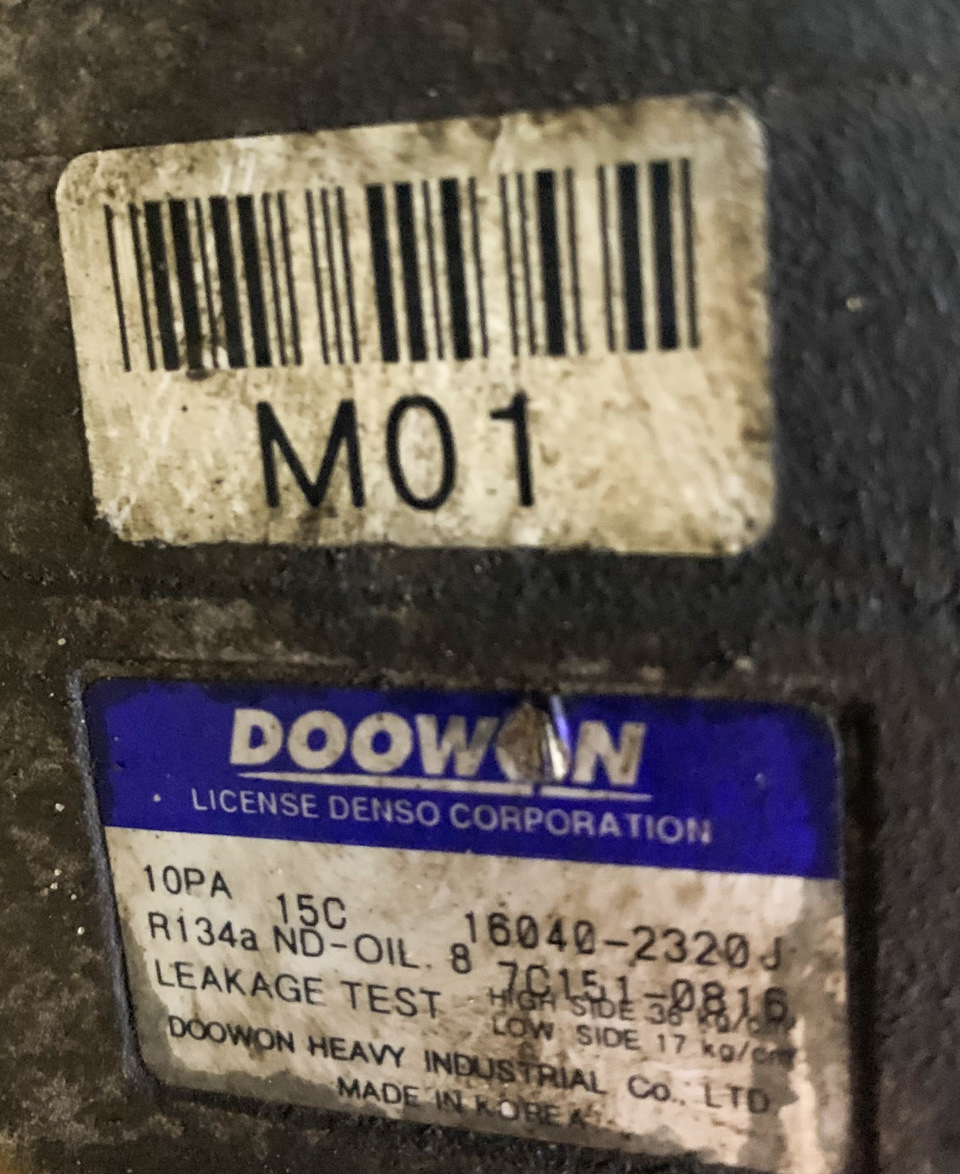 M01
DOOWON
LICENSE DENSO CORPORATION
10PA 15C 16040-2320J
R134a ND-OIL. 8 7C151-0816
LEAKAGE TEST HIGH SIDE 36 kg/cm
LOW SIDE 17 kg/cm
DOOWON HEAVY INDUSTRIAL Co., LTD
MADE IN KOREA